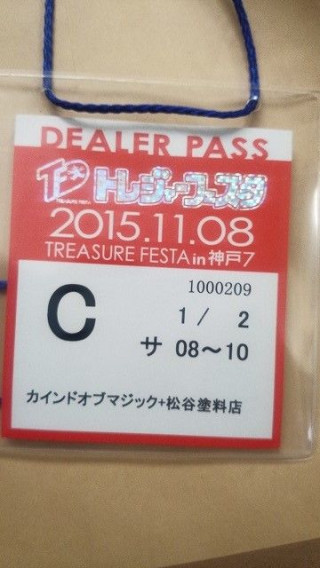 DEALER PASS
トレジャーフェスタ
TREASURE FESTA
2015.11.08
TREASURE FESTA in 神戸7
C
1000209
1 / 2
サ 08~10
カインドオブマジック+松谷塗料店